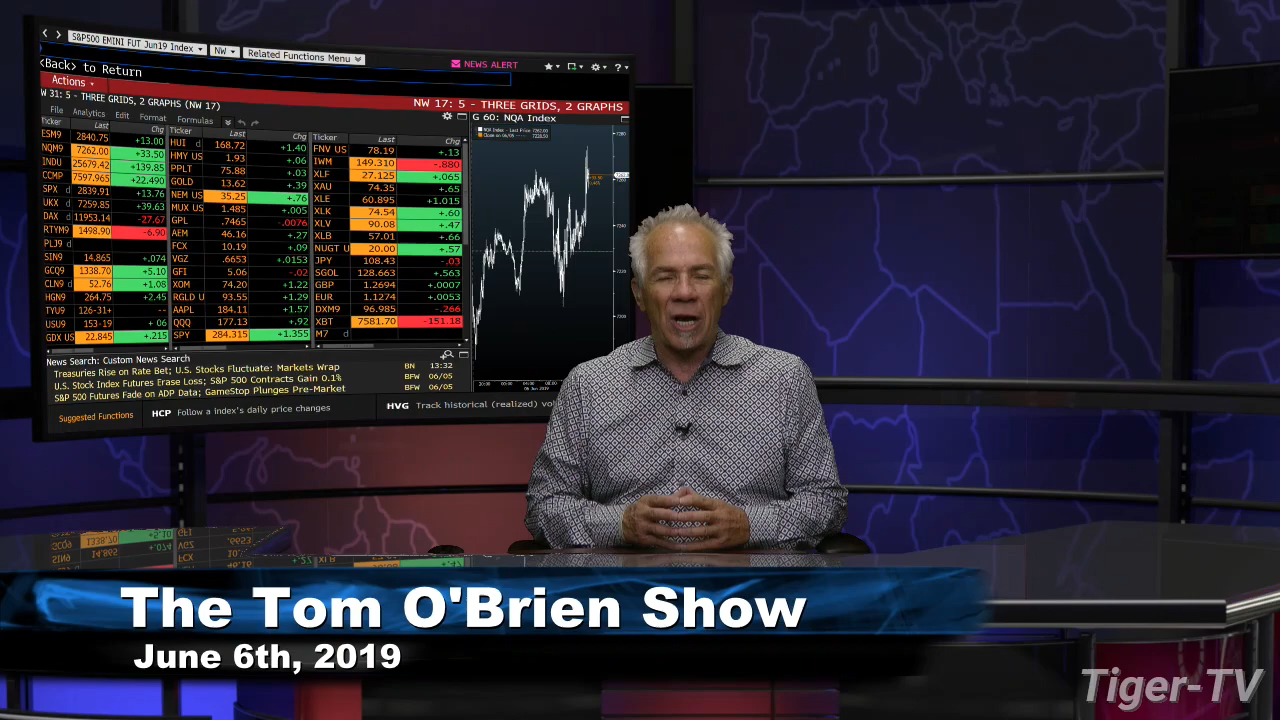 S&P500 EMINI FUT Jun19 Index NW Related Functions Menu
<Back> to Return
NEWS ALERT
Actions
W 31: 5 - THREE GRIDS, 2 GRAPHS (NW 17)
NW 17: 5 - THREE GRIDS, 2 GRAPHS
File Analytics Edit Format Formulas
G 60: NQA Index
Ticker Last Chg
ESM9 2840.75 +13.00
NQM9 7262.00 +33.50
INDU 25679.42 +139.85
CCMP 7597.965 +22.490
SPX d 2839.91 +13.76
UKX d 7259.85 +39.63
DAX d 11953.14 -27.67
RTYM9 1498.90 -6.90
PLJ9 d
SIN9 14.865 +.074
GCQ9 1338.70 +5.10
CLN9 d 52.76 +1.08
HGN9 264.75 +2.45
TYU9 126-31+ --
USU9 153-19 + 06
GDX US 22.845 +.215
Ticker Last Chg
HUI d 168.72 +1.40
HMY US 1.93 +.06
PPLT 75.88 +.03
GOLD 13.62 +.39
NEM US 35.25 +.76
MUX US 1.485 +.005
GPL .7465 -.0076
AEM 46.16 +.27
FCX 10.19 +.09
VGZ .6653 +.0153
GFI 5.06 -.02
XOM 74.20 +1.22
RGLD U 93.55 +1.29
AAPL 184.11 +1.57
QQQ 177.13 +.92
SPY 284.315 +1.355
Ticker Last Chg
FNV US 78.19 +.13
IWM 149.310 -.880
XLF 27.125 +.065
XAU 74.35 +.65
XLE 60.895 +1.015
XLK 74.54 +.60
XLV 90.08 +.47
XLB 57.01 +.66
NUGT U 20.00 +.57
JPY 108.43 -.03
SGOL 128.663 +.563
GBP 1.2694 +.0007
EUR 1.1274 +.0053
DXM9 96.985 -.266
XBT 7581.70 -151.18
M7 d
News Search: Custom News Search
Treasuries Rise on Rate Bet; U.S. Stocks Fluctuate: Markets Wrap BN 13:32
U.S. Stock Index Futures Erase Loss; S&P 500 Contracts Gain 0.1% BFW 06/05
S&P 500 Futures Fade on ADP Data; GameStop Plunges Pre-Market BFW 06/05
Suggested Functions HCP Follow a index's daily price changes HVG Track historical (realized)
The Tom O'Brien Show
June 6th, 2019
Tiger-TV